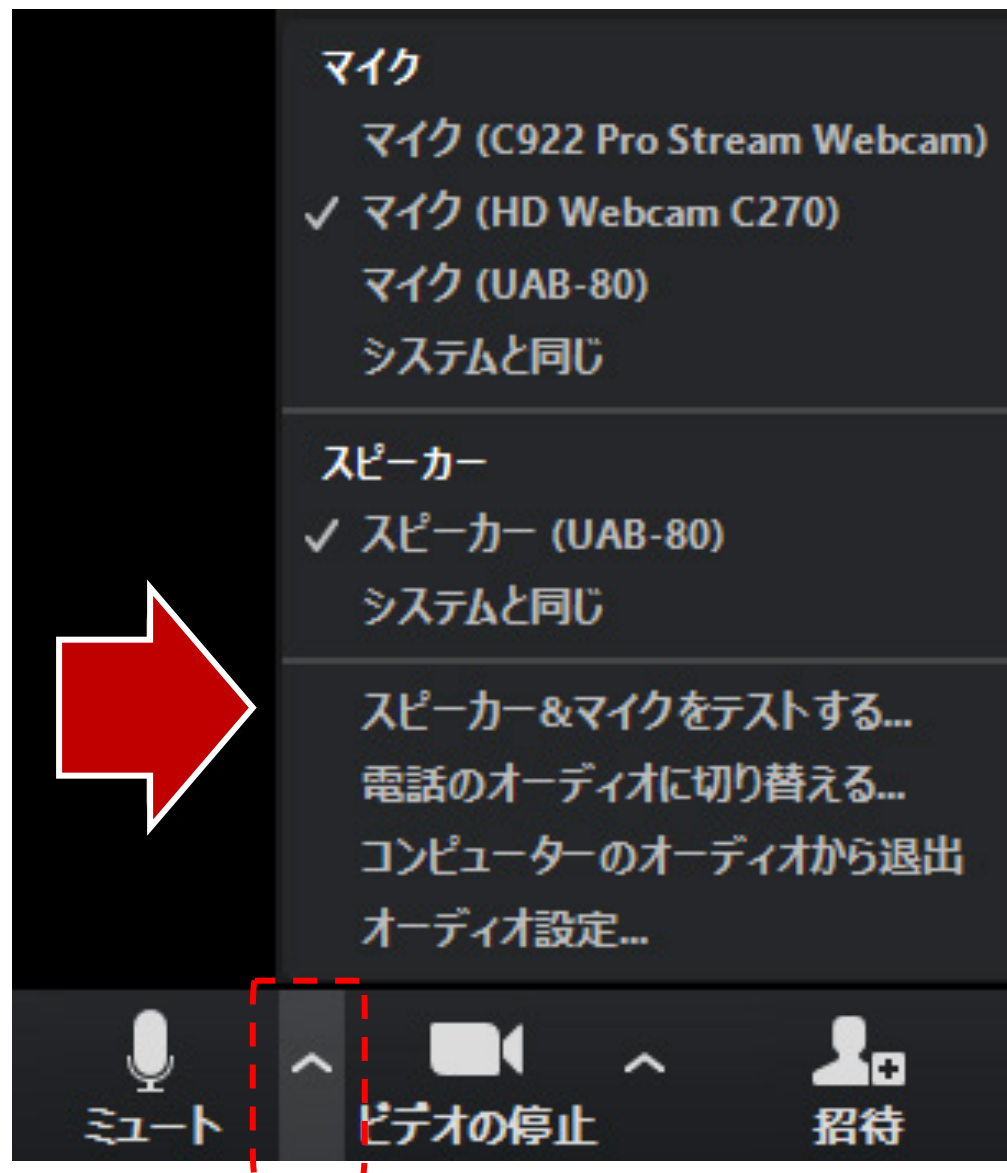 マイク
マイク (C922 Pro Stream Webcam)
✓ マイク (HD Webcam C270)
マイク (UAB-80)
システムと同じ
スピーカー
✓ スピーカー (UAB-80)
システムと同じ
スピーカー&マイクをテストする...
電話のオーディオに切り替える...
コンピューターのオーディオから退出
オーディオ設定...
ミュート
ビデオの停止
招待